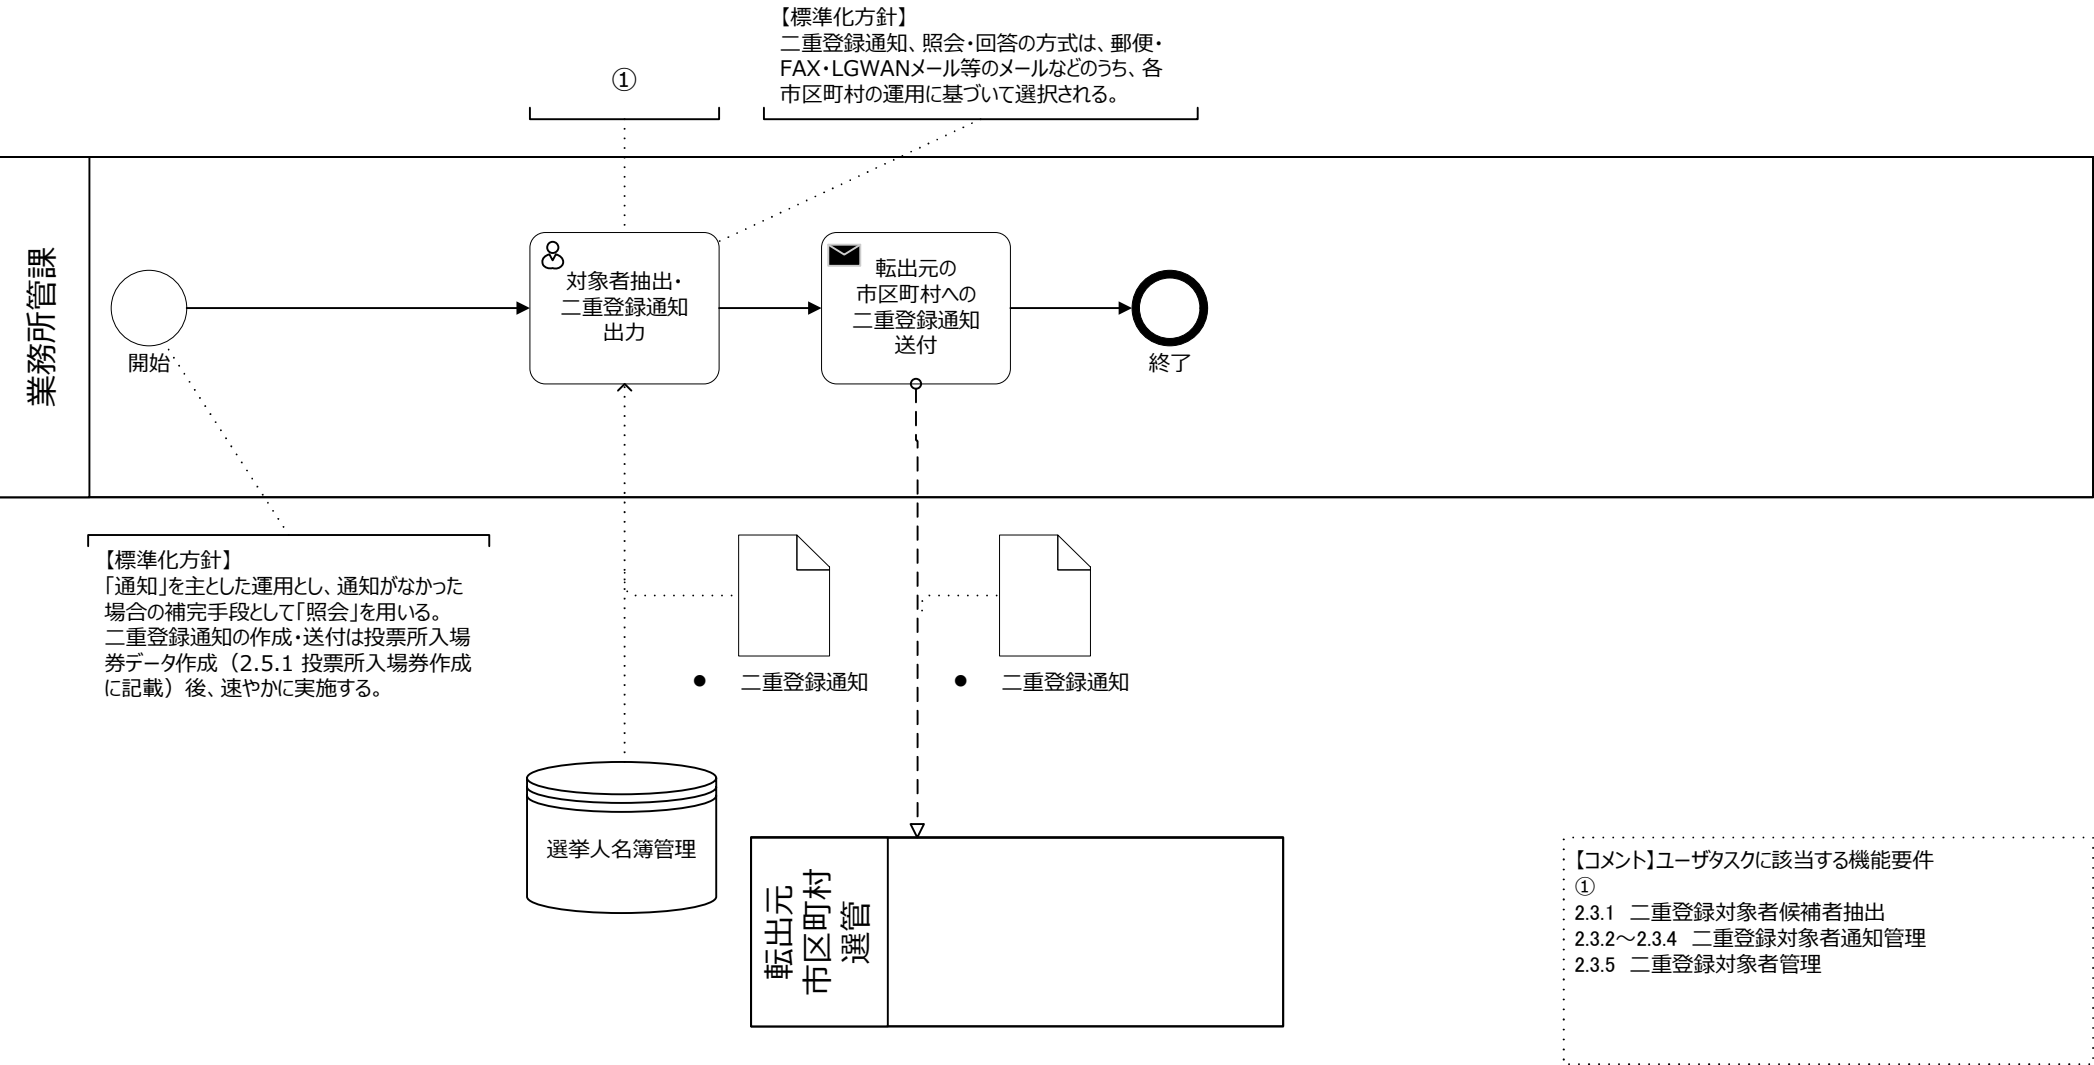 【標準化方針】
二重登録通知、照会・回答の方式は、郵便・
FAX・LGWANメール等のメールなどのうち、各
市区町村の運用に基づいて選択される。
①
業務所管課
開始
対象者抽出・
二重登録通知
出力
転出元の
市区町村への
二重登録通知
送付
終了
【標準化方針】
「通知」を主とした運用とし、通知がなかった
場合の補完手段として「照会」を用いる。
二重登録通知の作成・送付は投票所入場
券データ作成（2.5.1 投票所入場券作成
に記載）後、速やかに実施する。
● 二重登録通知
● 二重登録通知
選挙人名簿管理
転出元
市区町村
選管
【コメント】ユーザタスクに該当する機能要件
①
2.3.1 二重登録対象者候補者抽出
2.3.2～2.3.4 二重登録対象者通知管理
2.3.5 二重登録対象者管理